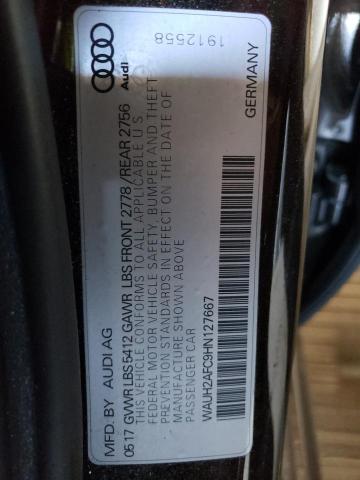 Audi
1912558
MFD. BY AUDI AG
GERMANY
05 17 GVWR LBS 5412 GAWR LBS FRONT 2778 / REAR 2756
THIS VEHICLE CONFORMS TO ALL APPLICABLE U S
FEDERAL MOTOR VEHICLE SAFETY, BUMPER AND THEFT
PREVENTION STANDARDS IN EFFECT ON THE DATE OF
MANUFACTURE SHOWN ABOVE
PASSENGER CAR
WAUH2AFC9HN127667